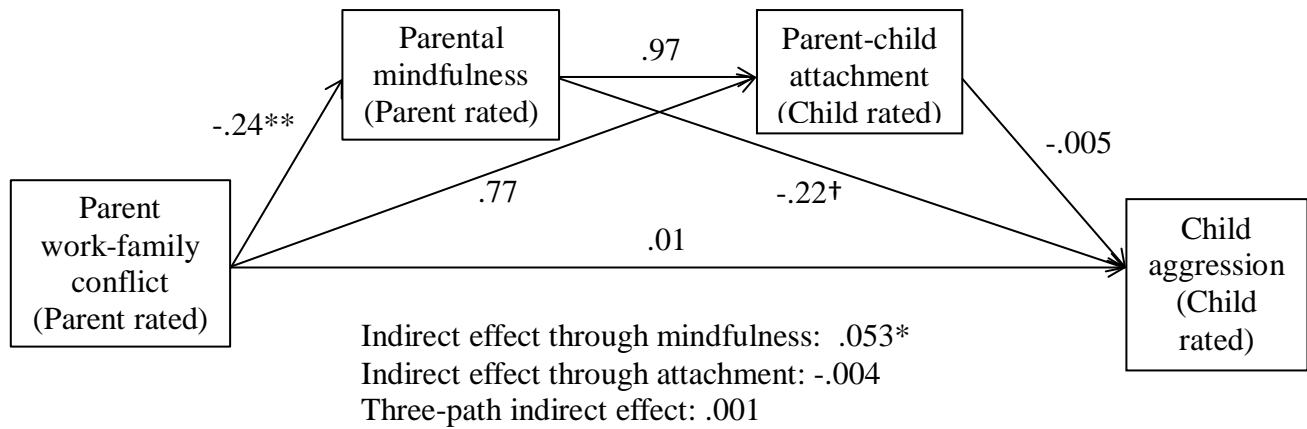 Parental
mindfulness
(Parent rated)
.97
Parent-child
attachment
(Child rated)
-.24**
-.005
Parent
work-family
conflict
(Parent rated)
.77
-.22†
.01
Child
aggression
(Child
rated)
Indirect effect through mindfulness: .053*
Indirect effect through attachment: -.004
Three-path indirect effect: .001